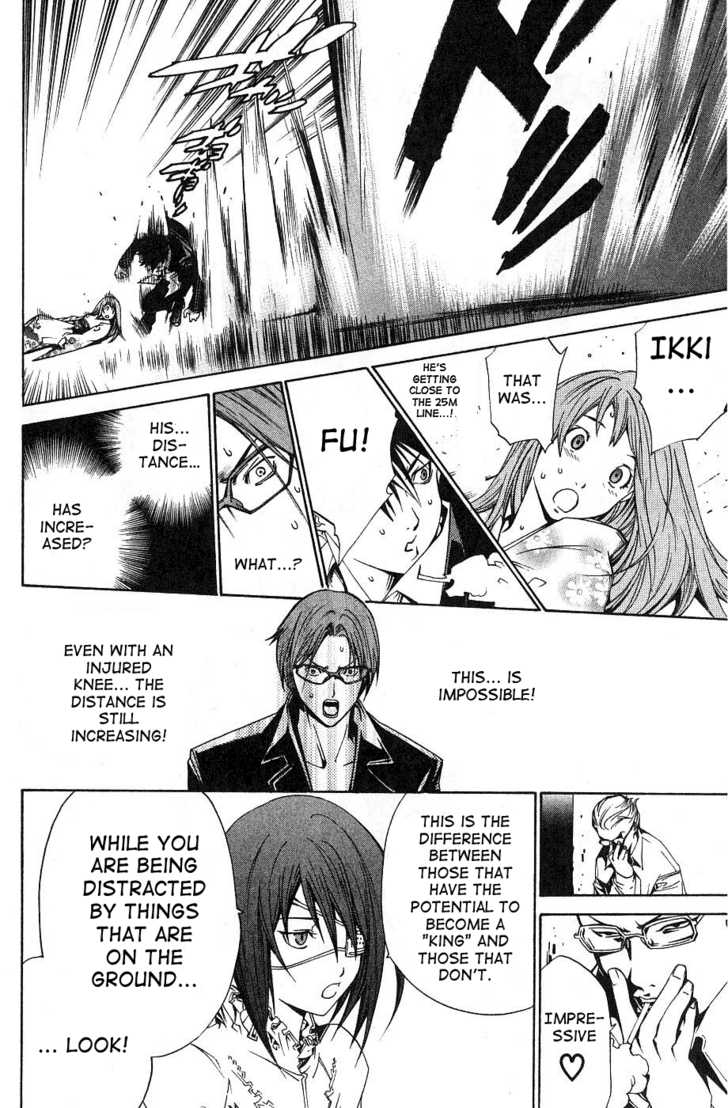 IKKI
...
THAT
WAS...
HE'S
GETTING
CLOSE TO
THE 25M
LINE...!
FU!
WHAT...?
HIS...
DIS-
TANCE...
HAS
INCRE-
ASED?
THIS... IS
IMPOSSIBLE!
EVEN WITH AN
INJURED
KNEE... THE
DISTANCE IS
STILL
INCREASING!
IMPRE-
SSIVE
♡
THIS IS THE
DIFFERENCE
BETWEEN
THOSE THAT
HAVE THE
POTENTIAL TO
BECOME A
"KING" AND
THOSE THAT
DON'T.
WHILE YOU
ARE BEING
DISTRACTED
BY THINGS
THAT ARE
ON THE
GROUND...
... LOOK!